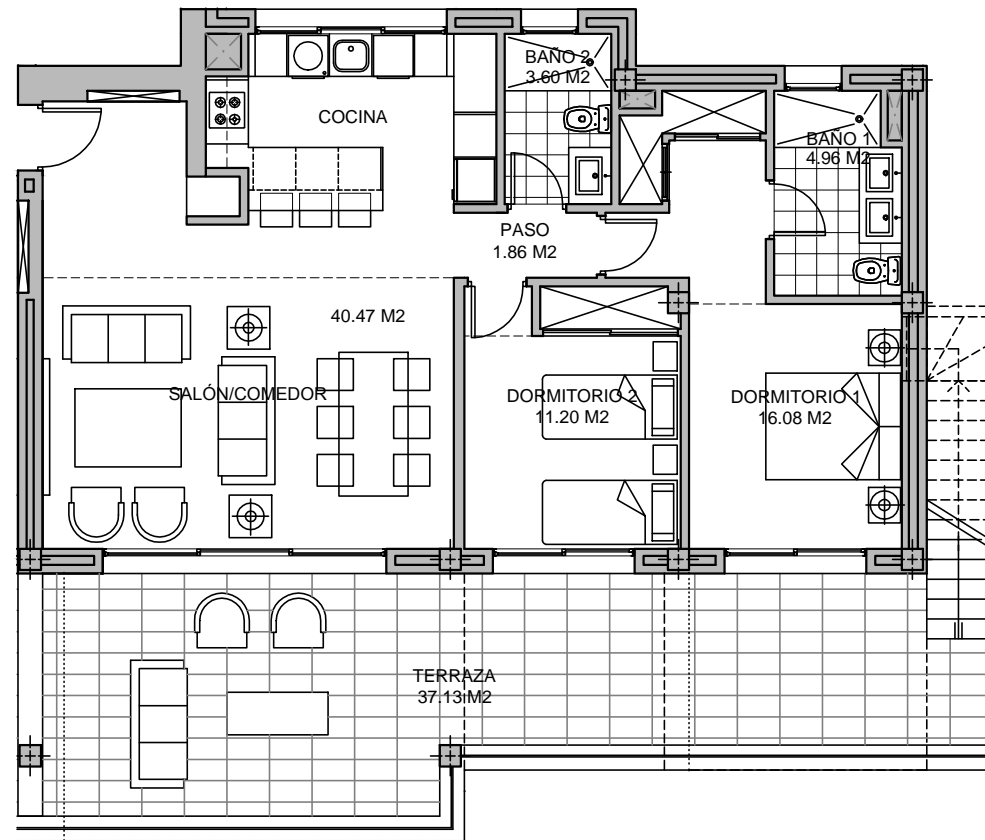 BAÑO 2
3.60 M2
COCINA
BAÑO 1
4.96 M2
PASO
1.86 M2
40.47 M2
SALÓN/COMEDOR
DORMITORIO 2
11.20 M2
DORMITORIO 1
16.08 M2
TERRAZA
37.13 M2